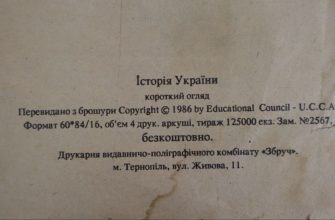 Історія України
короткий огляд
Перевидано з брошури Copyright © 1986 by Educational Council - U.C.C.A
Формат 60*84/16, об'єм 4 друк. аркуші, тираж 125000 екз. Зам. №2567,
безкоштовно.
Друкарня видавничо-поліграфічного комбінату «Збруч».
м. Тернопіль, вул. Живова, 11.